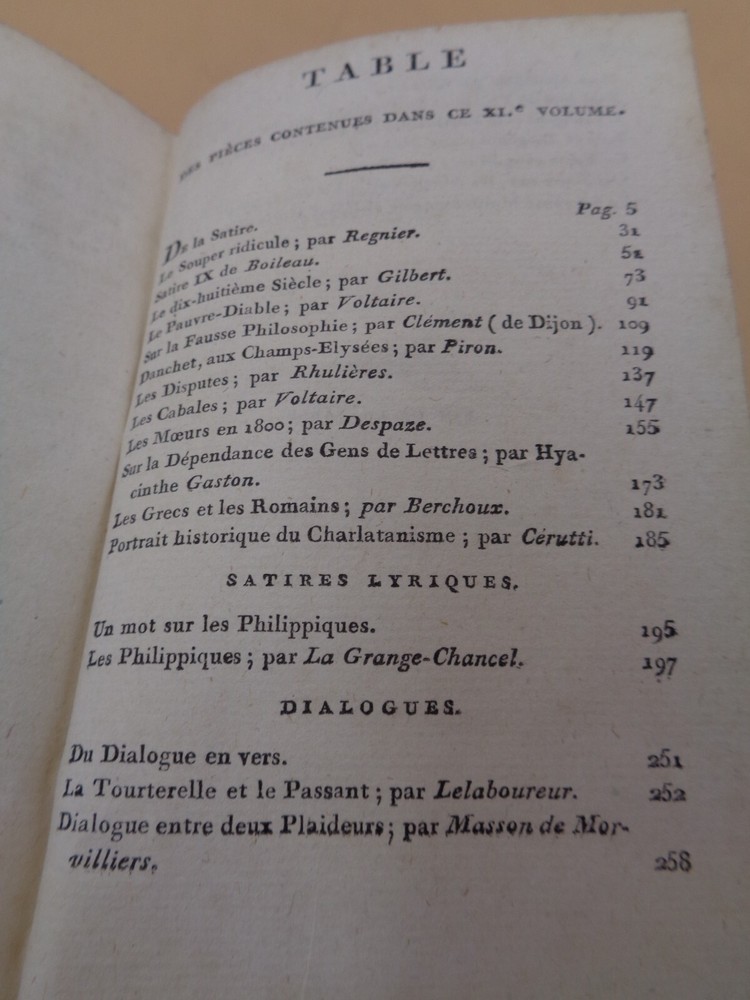 TABLE
DES PIÈCES CONTENUES DANS CE XI.e VOLUME.
De la Satire. Pag. 5
Le Souper ridicule ; par Regnier. 31
Satire IX de Boileau. 51
Le dix-huitième Siècle ; par Gilbert. 73
Le Pauvre-Diable ; par Voltaire. 91
Sur la Fausse Philosophie ; par Clément ( de Dijon ). 109
Danchet, aux Champs-Elysées ; par Piron. 119
Les Disputes ; par Rhulières. 137
Les Cabales ; par Voltaire. 147
Les Mœurs en 1800 ; par Despaze. 155
Sur la Dépendance des Gens de Lettres ; par Hya-
cinthe Gaston. 173
Les Grecs et les Romains ; par Berchoux. 181
Portrait historique du Charlatanisme ; par Cérutti. 185
SATIRES LYRIQUES.
Un mot sur les Philippiques. 195
Les Philippiques ; par La Grange-Chancel. 197
DIALOGUES.
Du Dialogue en vers. 251
La Tourterelle et le Passant ; par Lelaboureur. 252
Dialogue entre deux Plaideurs ; par Masson de Mor-
villiers. 258